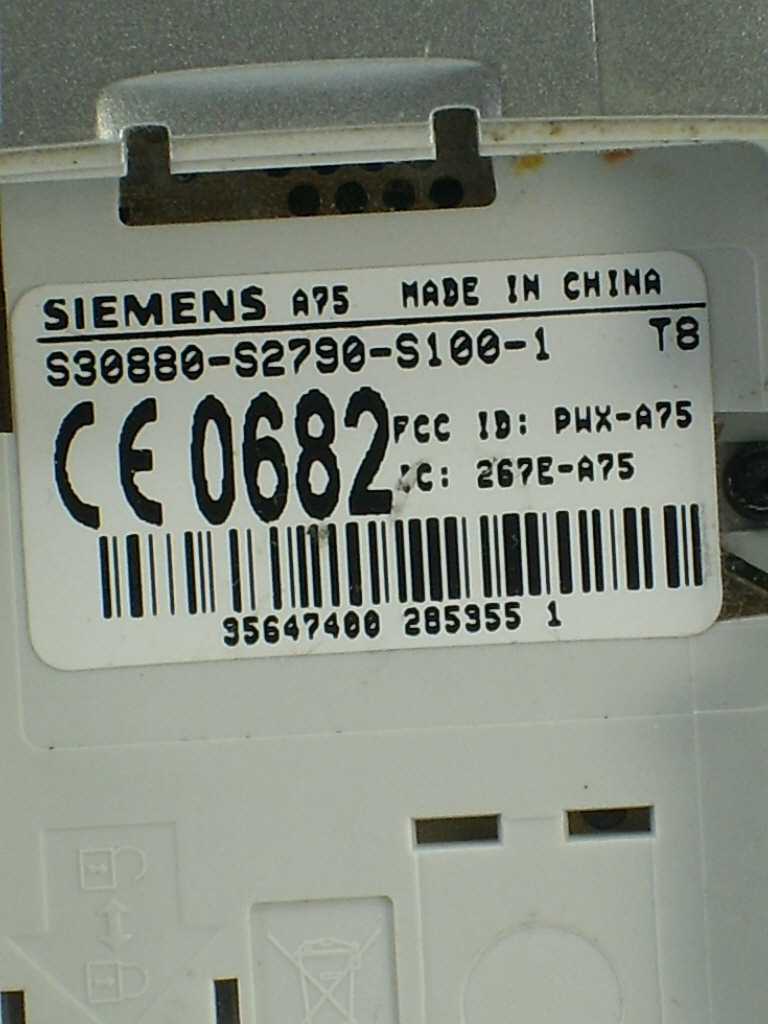 SIEMENS A75 MADE IN CHINA
S30880-S2790-S100-1 T8
CE 0682 FCC ID: PWX-A75
IC: 267E-A75
35647400 285355 1